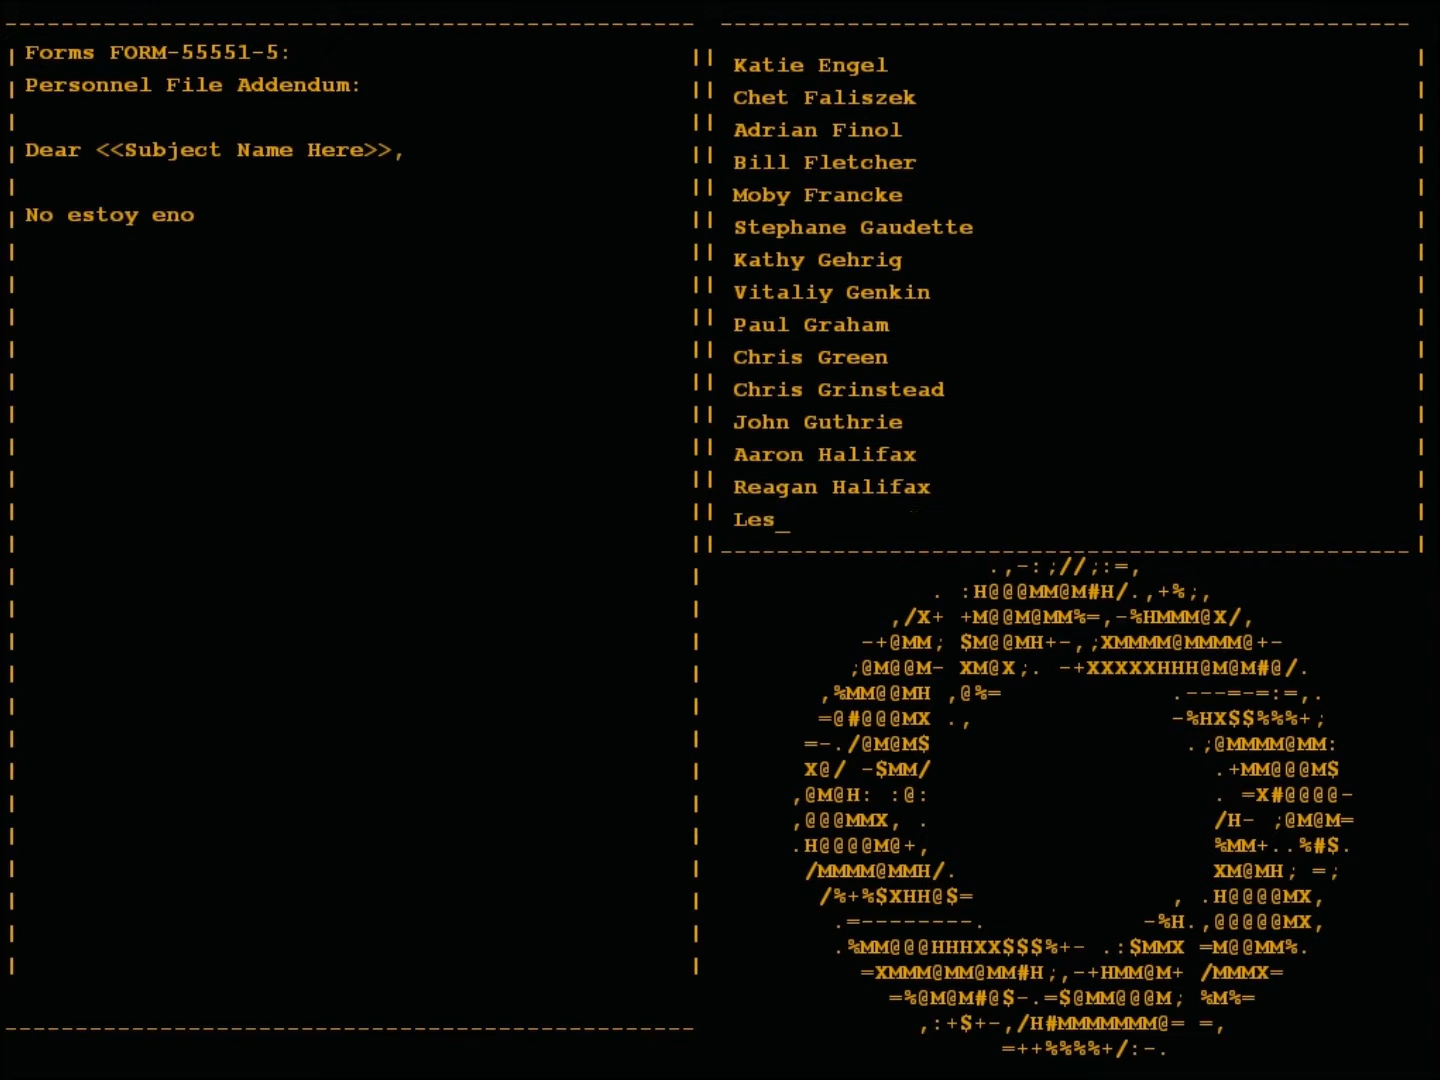 Forms FORM-55551-5:
Personnel File Addendum:
Dear <<Subject Name Here>>,
No estoy eno
Katie Engel
Chet Faliszek
Adrian Finol
Bill Fletcher
Moby Francke
Stephane Gaudette
Kathy Gehrig
Vitaliy Genkin
Paul Graham
Chris Green
Chris Grinstead
John Guthrie
Aaron Halifax
Reagan Halifax
Les_